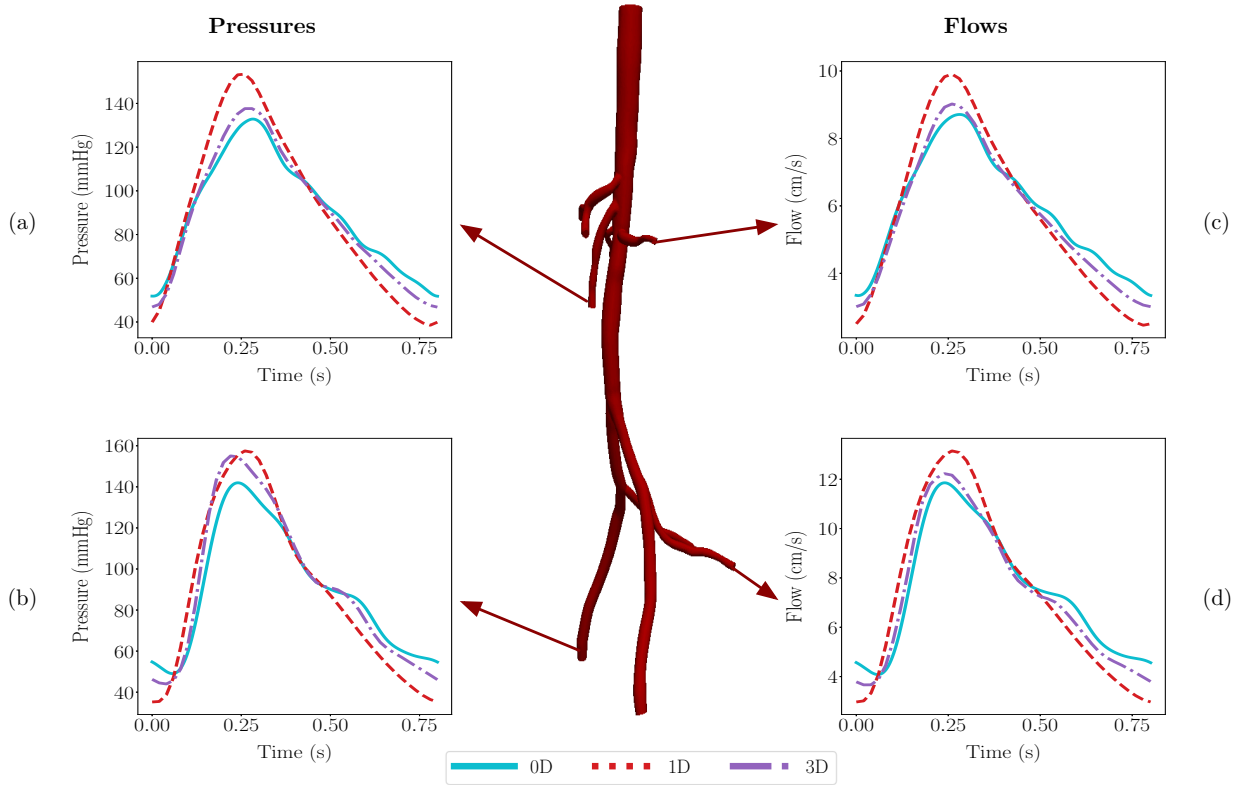 Pressures
Flows
(a)
Pressure (mmHg)
140
120
100
80
60
40
0.00 0.25 0.50 0.75
Time (s)
(c)
Flow (cm/s)
10
8
6
4
0.00 0.25 0.50 0.75
Time (s)
(b)
Pressure (mmHg)
160
140
120
100
80
60
40
0.00 0.25 0.50 0.75
Time (s)
(d)
Flow (cm/s)
12
10
8
6
4
0.00 0.25 0.50 0.75
Time (s)
0D 1D 3D